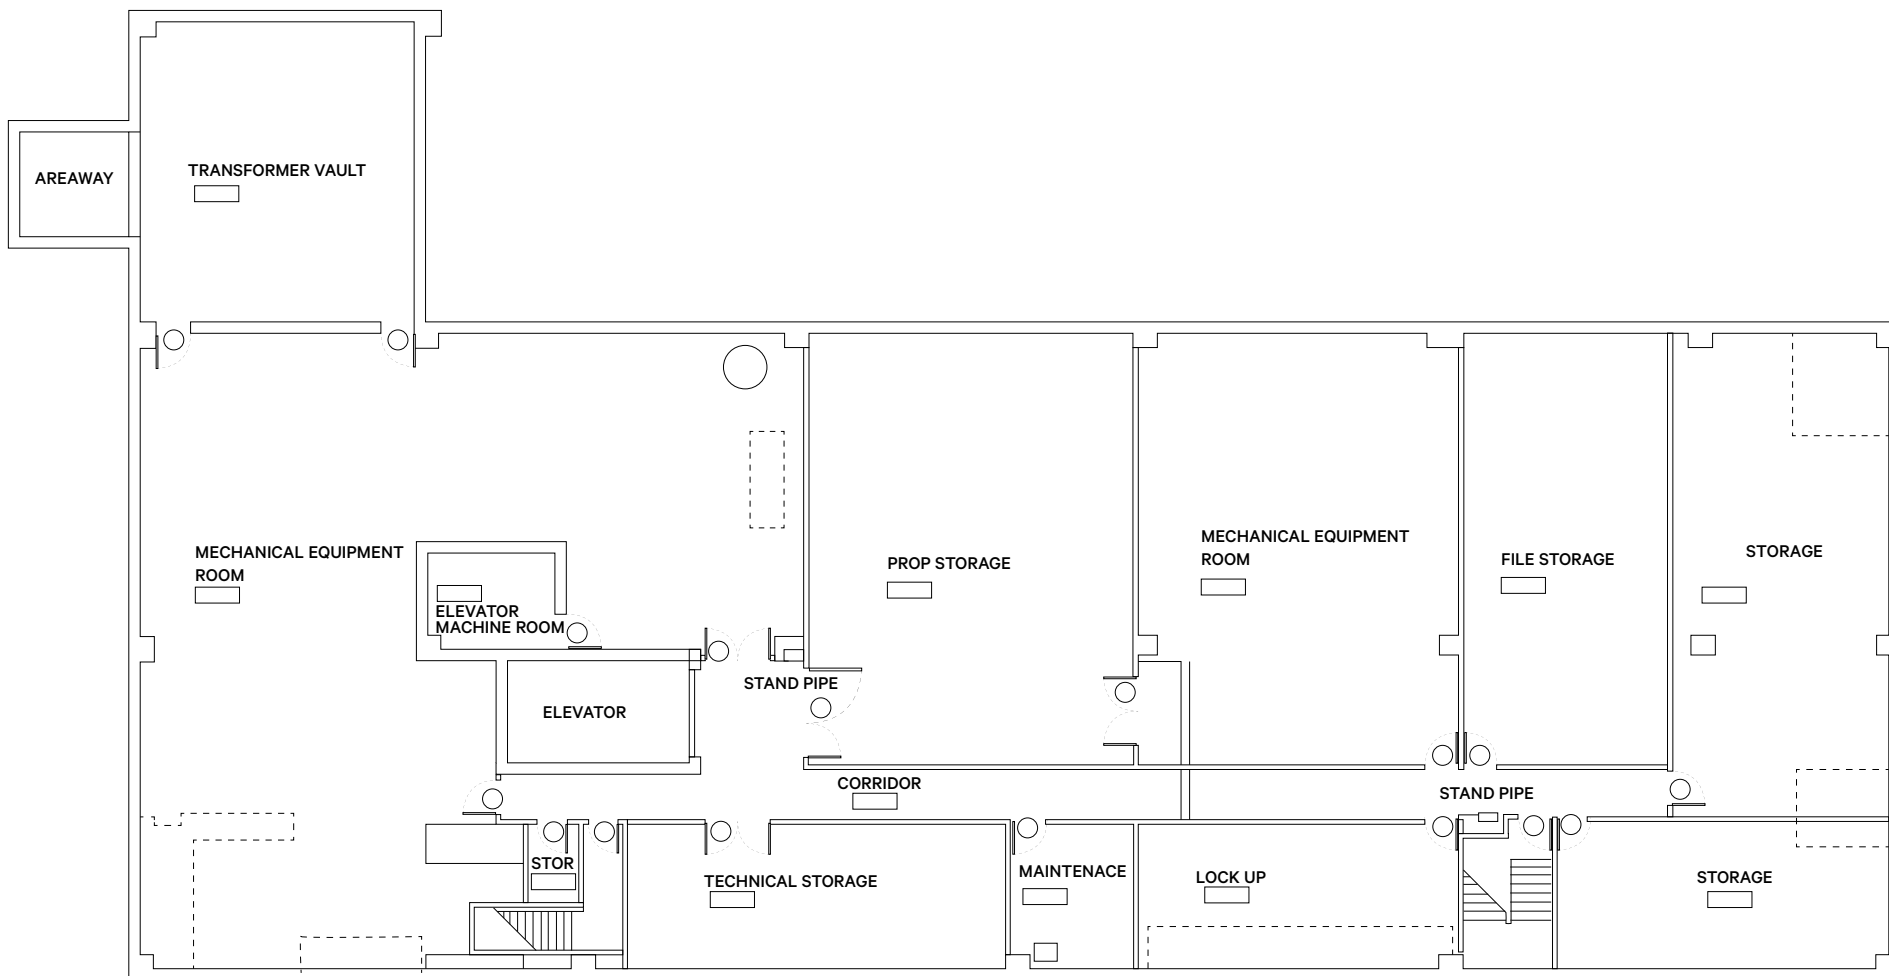 TRANSFORMER VAULT
AREAWAY
MECHANICAL EQUIPMENT
ROOM
ELEVATOR
MACHINE ROOM
PROP STORAGE
MECHANICAL EQUIPMENT
ROOM
FILE STORAGE
STORAGE
STAND PIPE
ELEVATOR
CORRIDOR
STAND PIPE
STOR
TECHNICAL STORAGE
MAINTENACE
LOCK UP
STORAGE